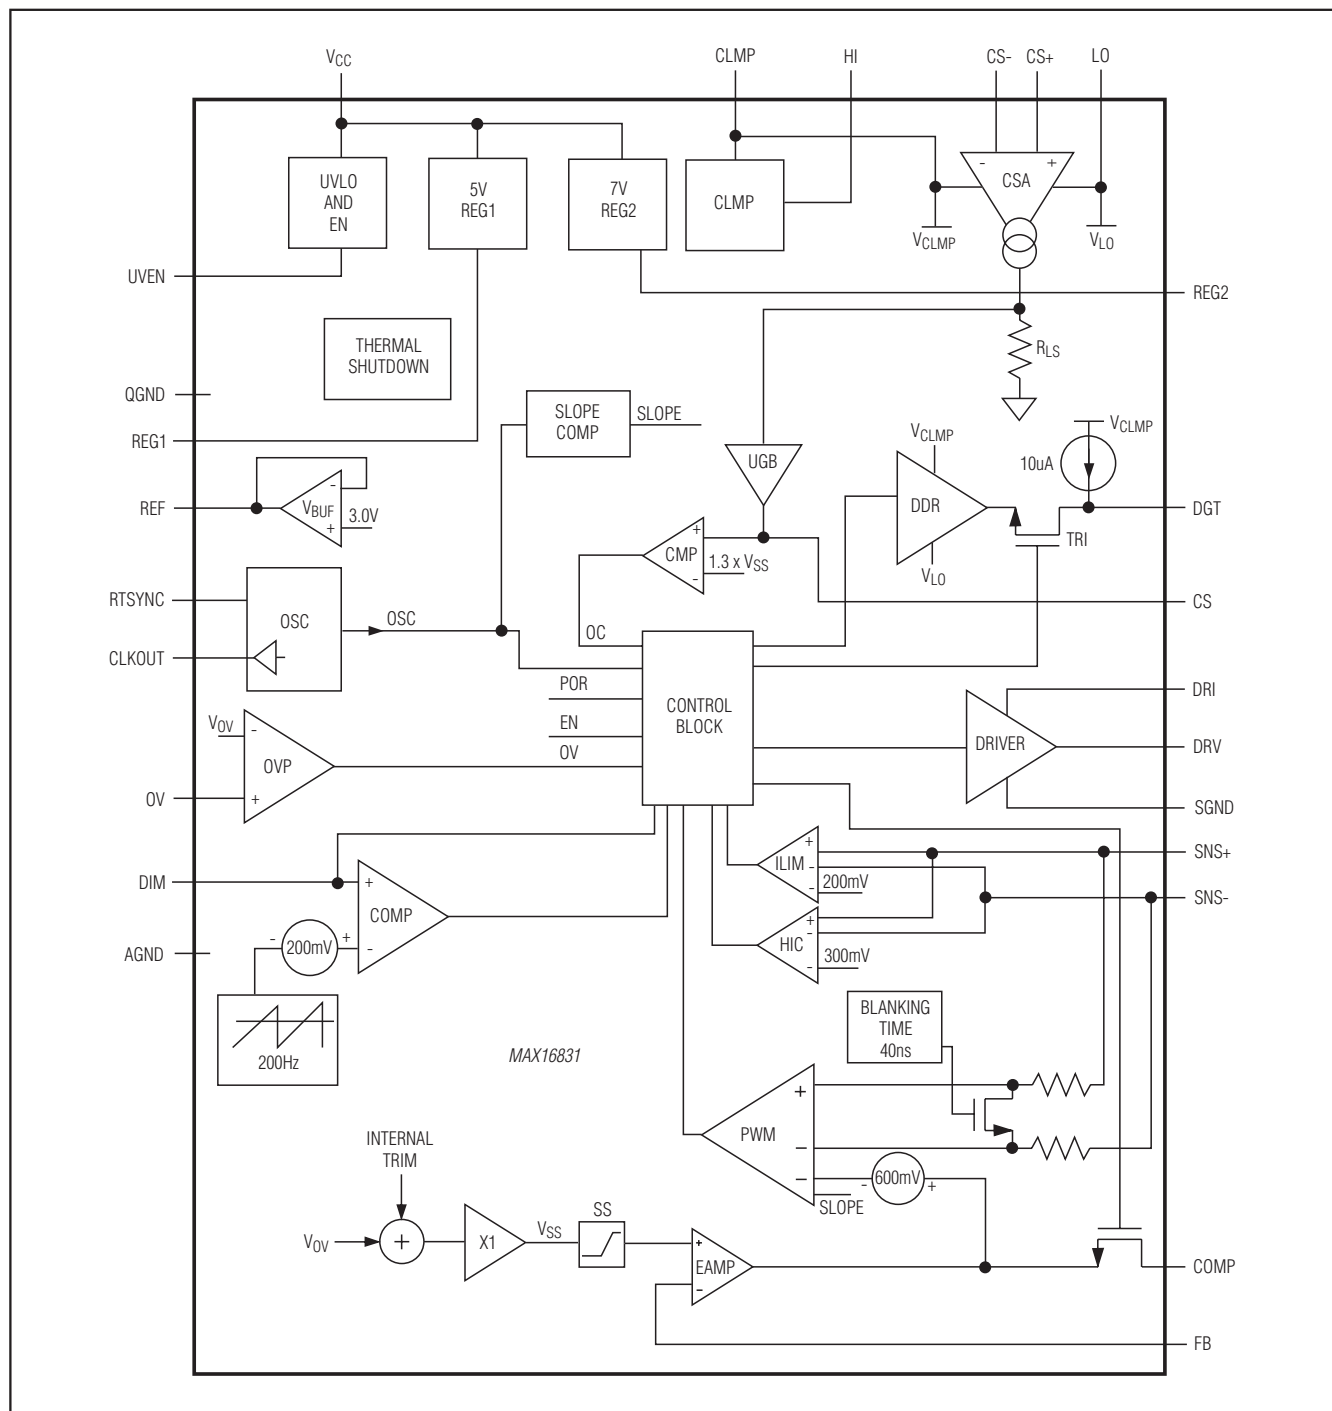 VCC
CLMP
HI
CS-
CS+
LO
UVLO
AND
EN
5V
REG1
7V
REG2
CLMP
-
+
CSA
VCLMP
VLO
UVEN
REG2
THERMAL
SHUTDOWN
RLS
QGND
REG1
SLOPE
COMP
SLOPE
UGB
VCLMP
VCLMP
10uA
REF
-
VBUF
+
3.0V
DDR
DGT
TRI
CMP
+
-
1.3 x VSS
VLO
RTSYNC
OSC
OSC
CS
CLKOUT
OC
POR
EN
OV
CONTROL
BLOCK
DRI
DRIVER
DRV
SGND
VOV
-
OVP
+
OV
ILIM
+
-
-
200mV
SNS+
SNS-
DIM
+
COMP
-
-
200mV
+
AGND
HIC
+
-
-
300mV
200Hz
MAX16831
BLANKING
TIME
40ns
PWM
+
−
−
-
600mV
+
SLOPE
INTERNAL
TRIM
VOV
+
X1
VSS
SS
+
EAMP
-
COMP
FB